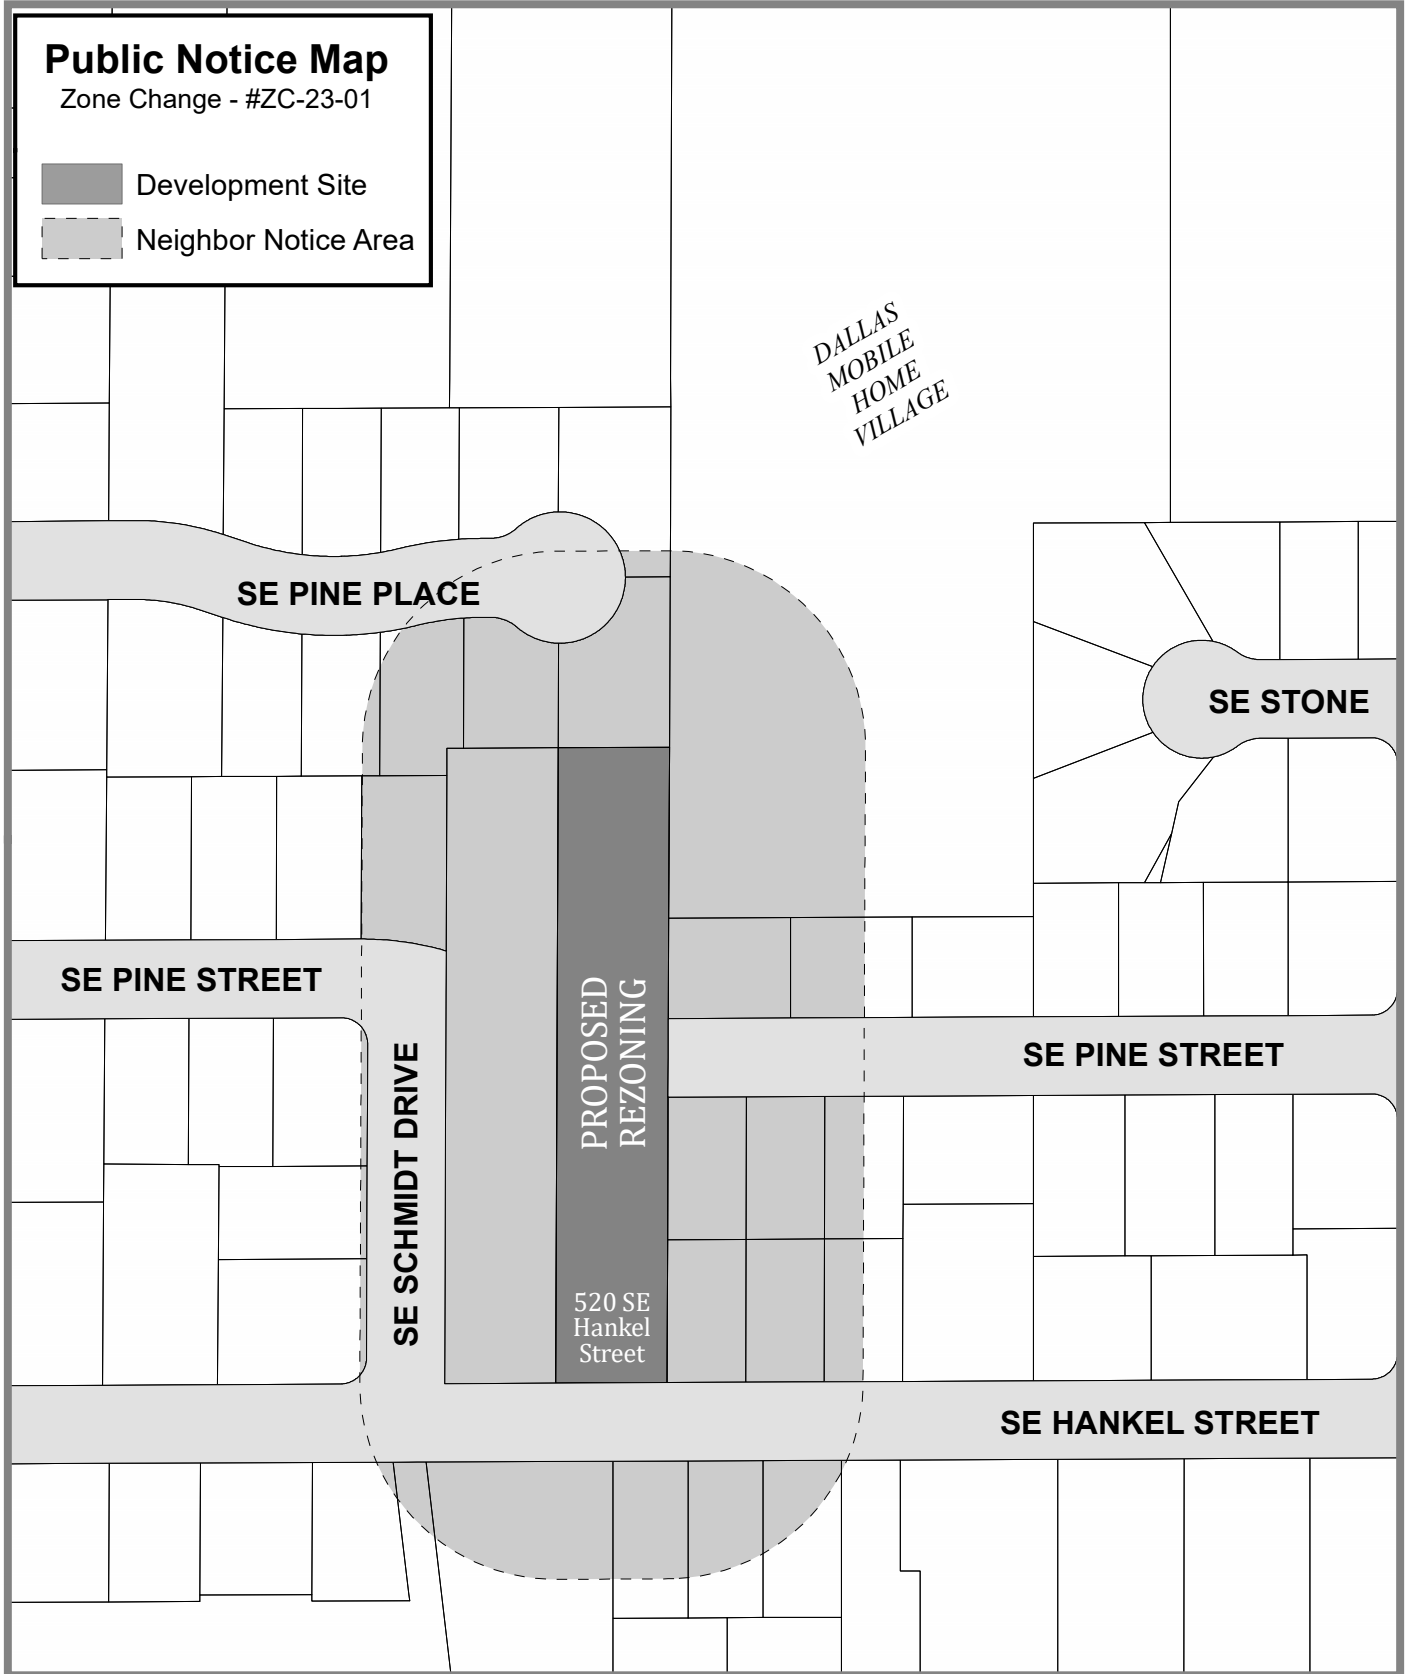 Public Notice Map
Zone Change - #ZC-23-01
Development Site
Neighbor Notice Area
DALLAS
MOBILE
HOME
VILLAGE
SE PINE PLACE
SE STONE
SE PINE STREET
PROPOSED
REZONING
SE PINE STREET
SE SCHMIDT DRIVE
520 SE
Hankel
Street
SE HANKEL STREET